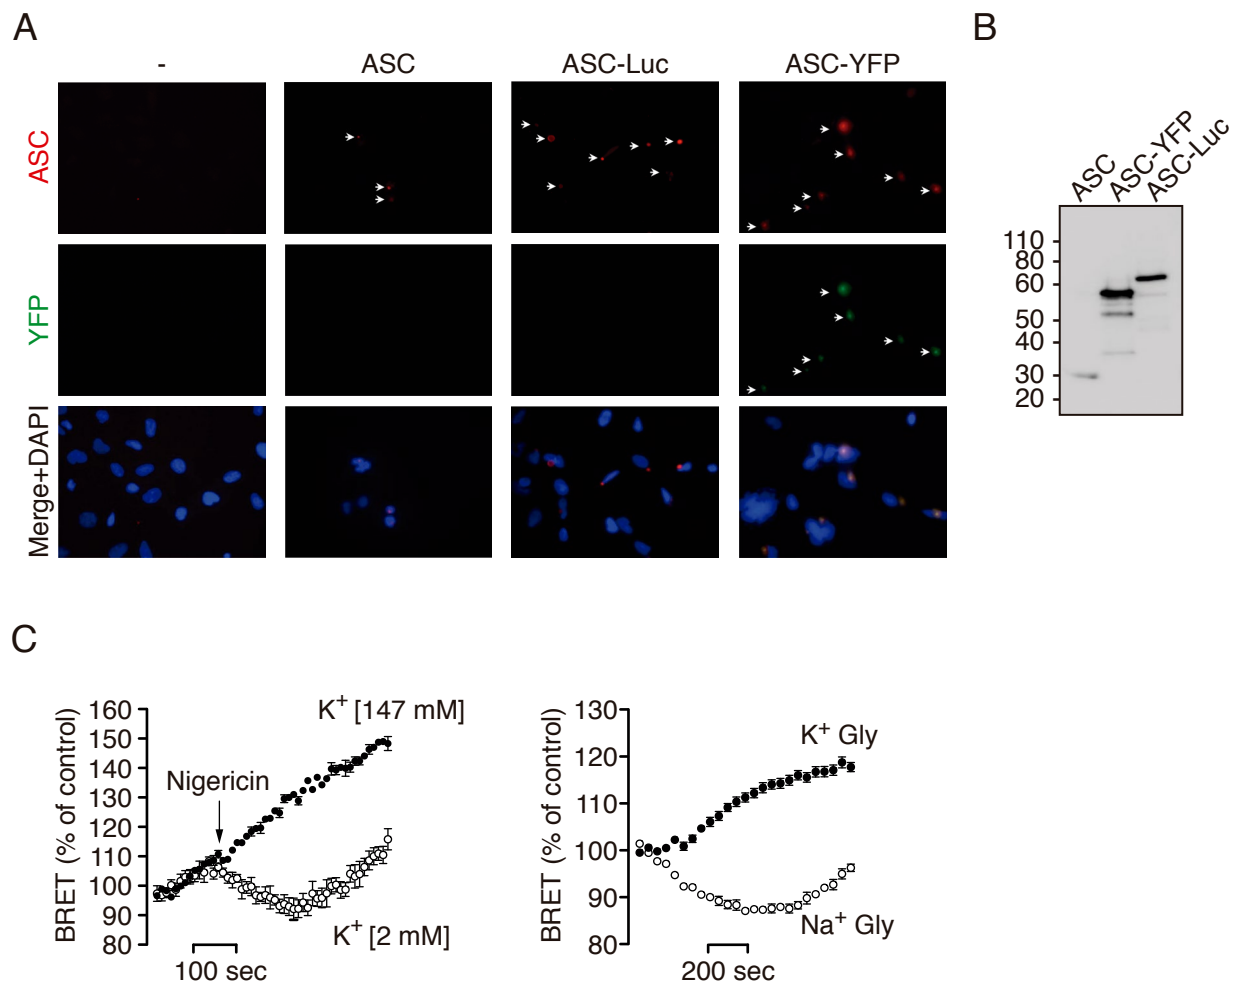 A
- ASC ASC-Luc ASC-YFP
ASC
YFP
Merge+DAPI
B
ASC
ASC-YFP
ASC-Luc
110
80
60
50
40
30
20
C
BRET (% of control)
160
150
140
130
120
110
100
90
80
K+ [147 mM]
Nigericin
K+ [2 mM]
100 sec
BRET (% of control)
130
120
110
100
90
80
K+ Gly
Na+ Gly
200 sec